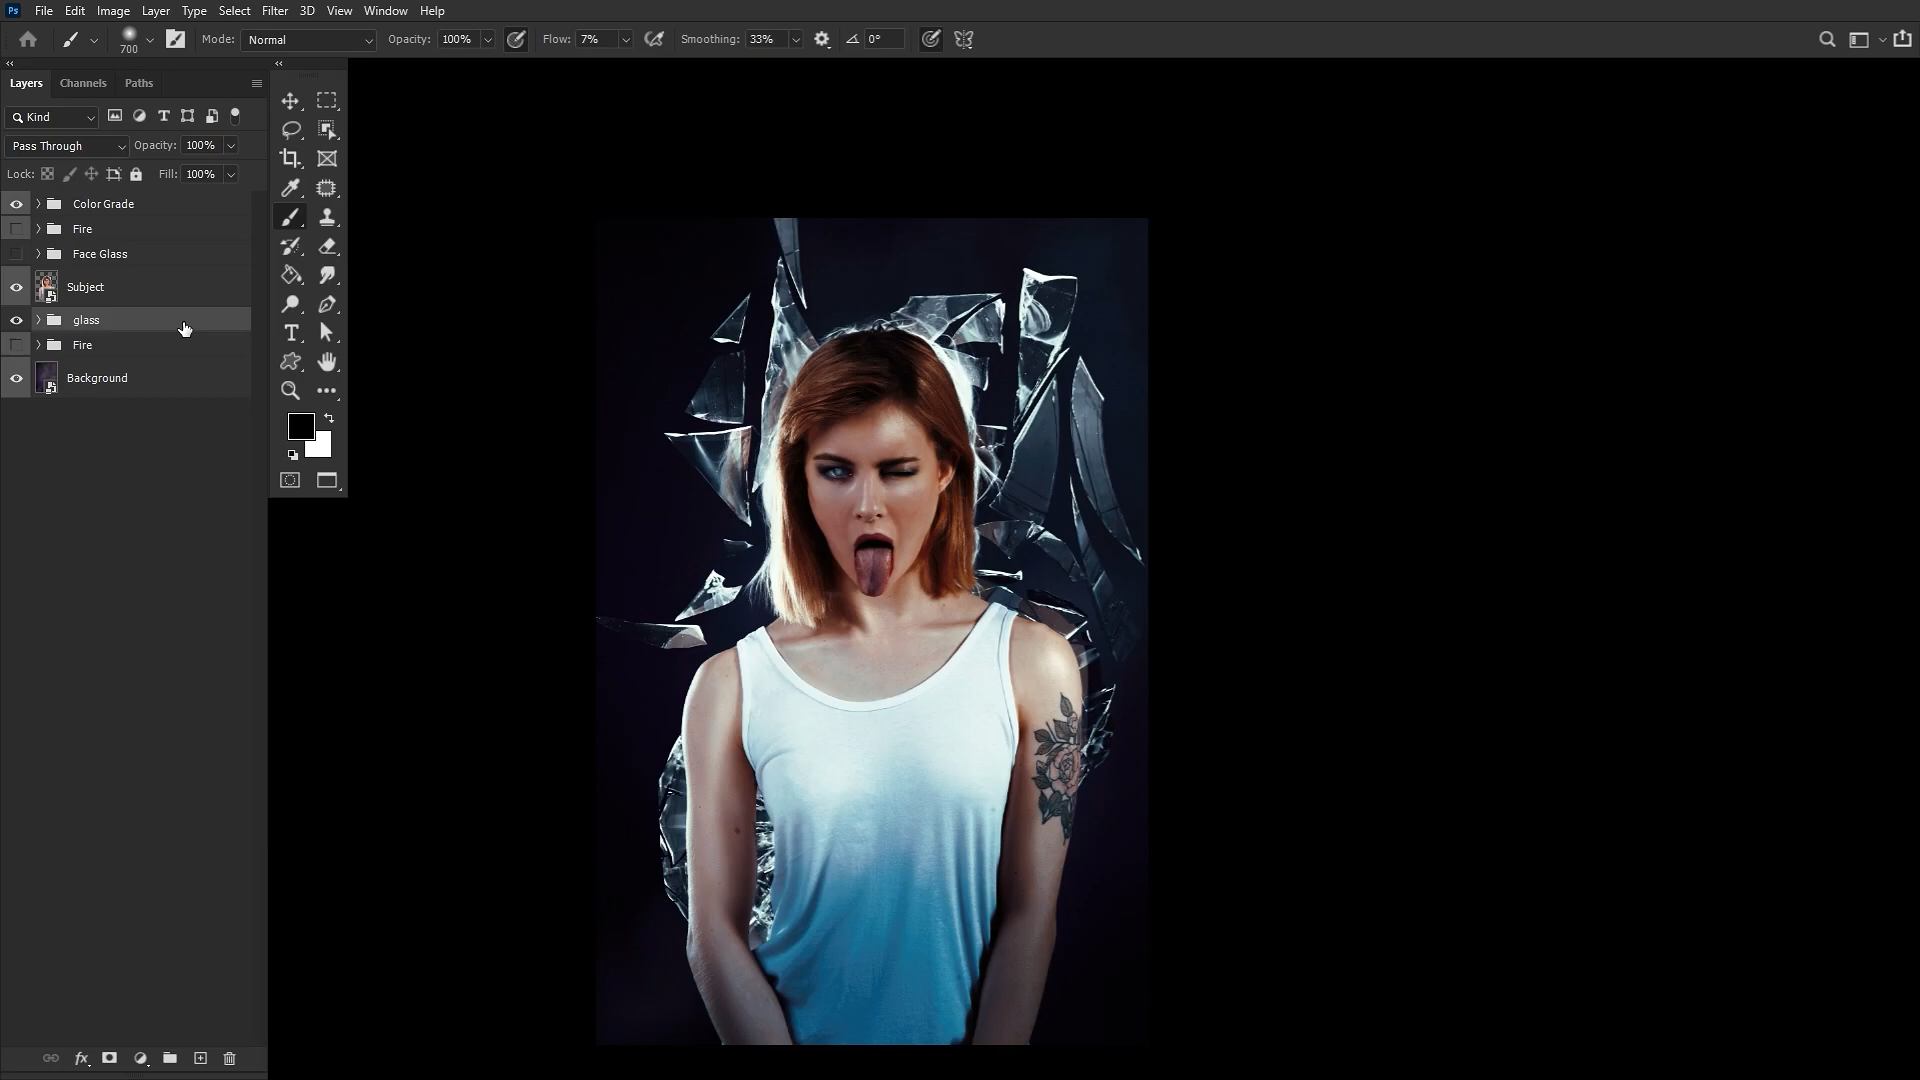 Ps File Edit Image Layer Type Select Filter 3D View Window Help
700 Mode: Normal Opacity: 100% Flow: 7% Smoothing: 33% 0°
Layers Channels Paths
Kind
Pass Through Opacity: 100%
Lock: Fill: 100%
Color Grade
Fire
Face Glass
Subject
glass
Fire
Background
fx